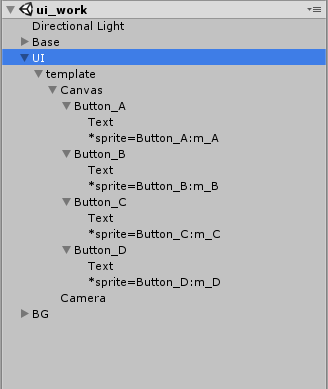 ui_work
Directional Light
Base
UI
template
Canvas
Button_A
Text
*sprite=Button_A:m_A
Button_B
Text
*sprite=Button_B:m_B
Button_C
Text
*sprite=Button_C:m_C
Button_D
Text
*sprite=Button_D:m_D
Camera
BG